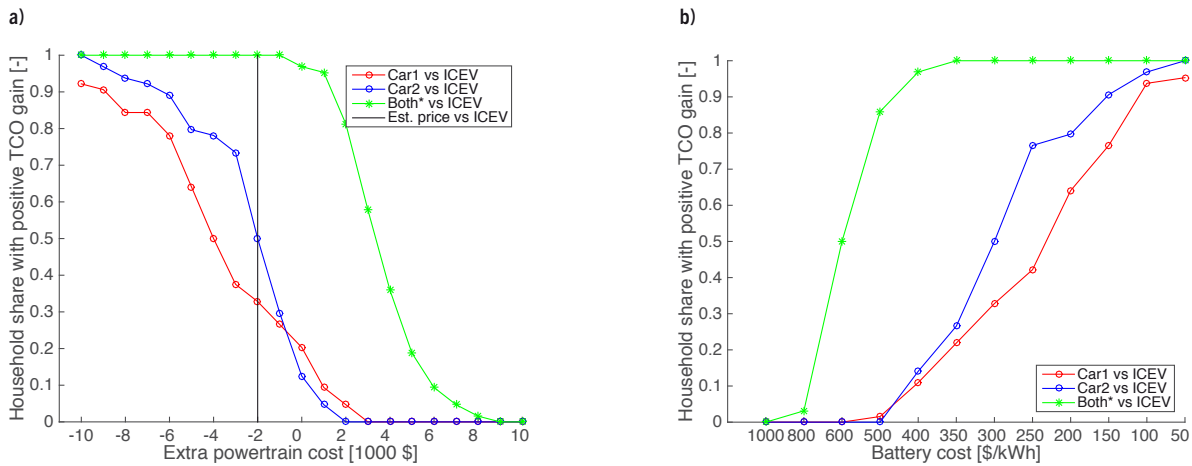 a)
Household share with positive TCO gain [-]
1
0.9
0.8
0.7
0.6
0.5
0.4
0.3
0.2
0.1
0
-10 -8 -6 -4 -2 0 2 4 6 8 10
Extra powertrain cost [1000 $]
Car1 vs ICEV
Car2 vs ICEV
Both* vs ICEV
Est. price vs ICEV
b)
Household share with positive TCO gain [-]
1
0.9
0.8
0.7
0.6
0.5
0.4
0.3
0.2
0.1
0
1000 800 600 500 400 350 300 250 200 150 100 50
Battery cost [$/kWh]
Car1 vs ICEV
Car2 vs ICEV
Both* vs ICEV